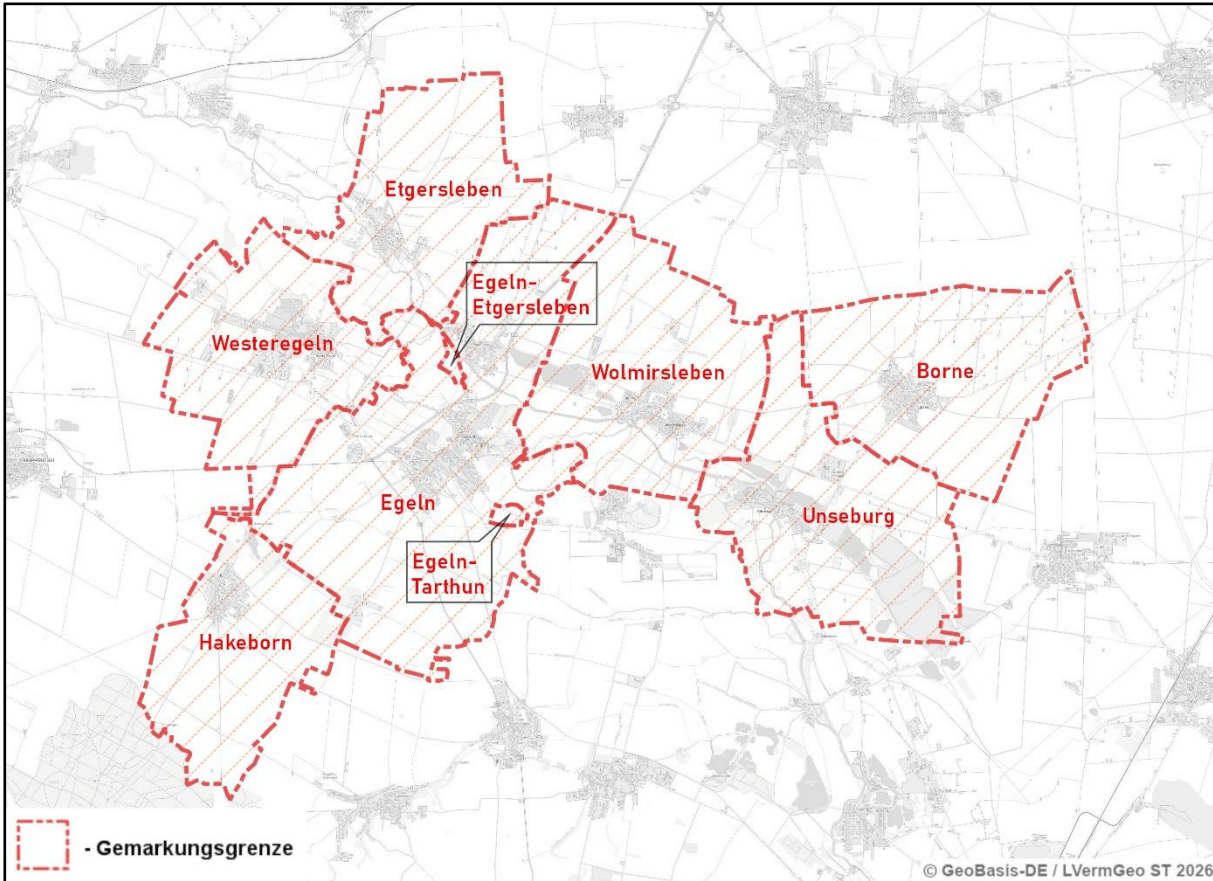 Etgersleben
Egeln-
Etgersleben
Westeregeln
Wolmirsleben
Borne
Egeln
Unseburg
Egeln-
Tarthun
Hakeborn
- Gemarkungsgrenze
© GeoBasis-DE / LVermGeo ST 2026